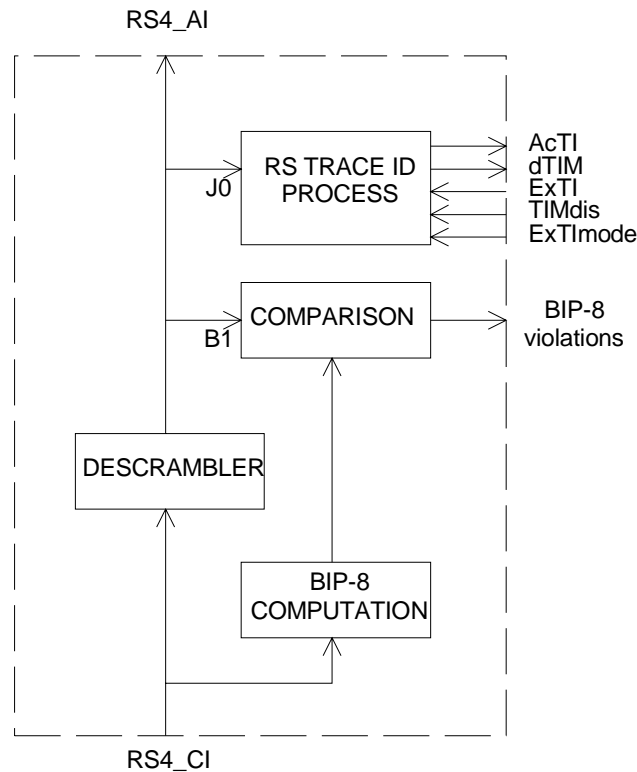 RS4_AI
RS TRACE ID
PROCESS
J0
AcTI
dTIM
ExTI
TIMdis
ExTImode
COMPARISON
B1
BIP-8
violations
DESCRAMBLER
BIP-8
COMPUTATION
RS4_CI